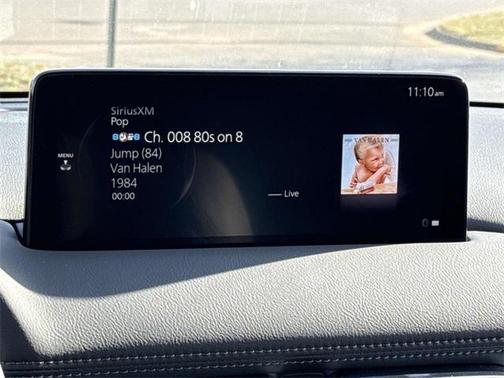 11:10am
SiriusXM
Pop
Ch. 008 80s on 8
MENU
Jump (84)
Van Halen
1984
00:00
Live
VAN HALEN